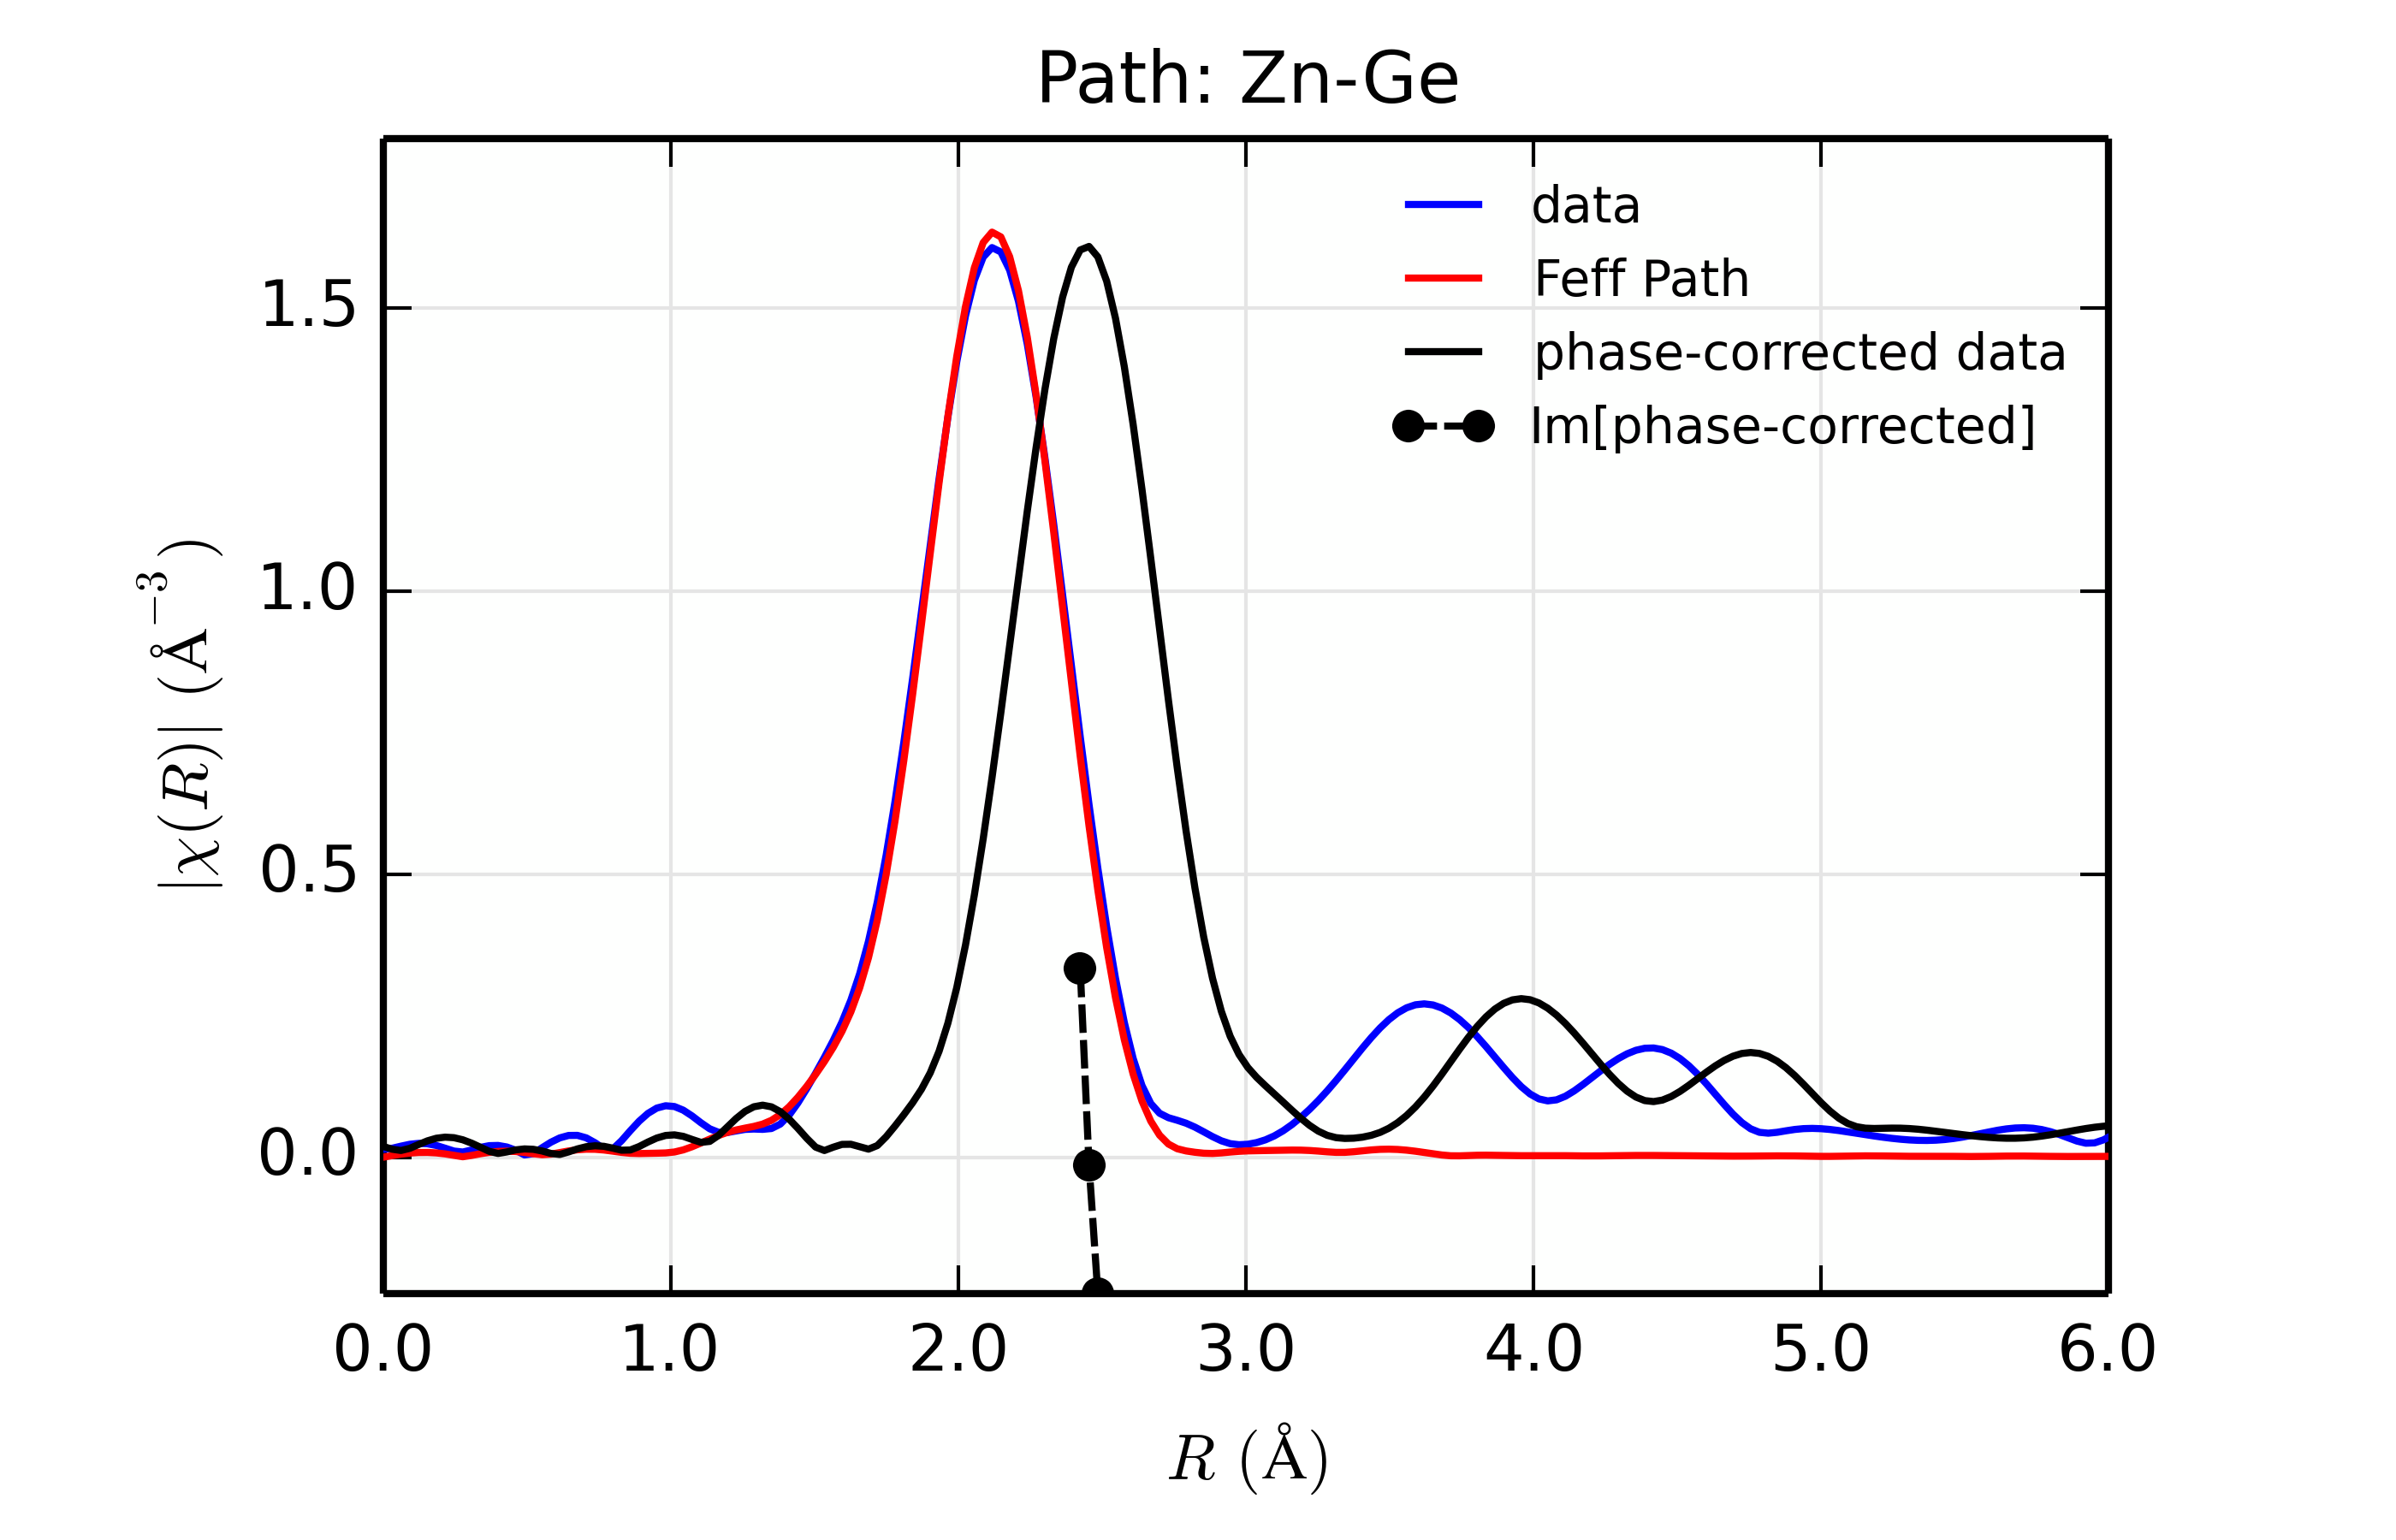 Path: Zn-Ge
data
Feff Path
phase-corrected data
Im[phase-corrected]
|χ(R)| (Å⁻³)
1.5
1.0
0.5
0.0
0.0 1.0 2.0 3.0 4.0 5.0 6.0
R (Å)